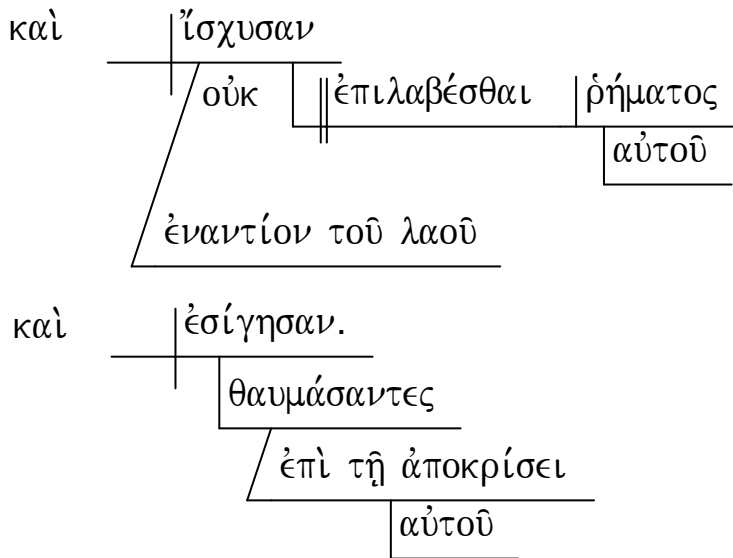 καὶ ἴσχυσαν
οὐκ ἐπιλαβέσθαι ῥήματος
αὐτοῦ
ἐναντίον τοῦ λαοῦ
καὶ ἐσίγησαν.
θαυμάσαντες
ἐπὶ τῇ ἀποκρίσει
αὐτοῦ